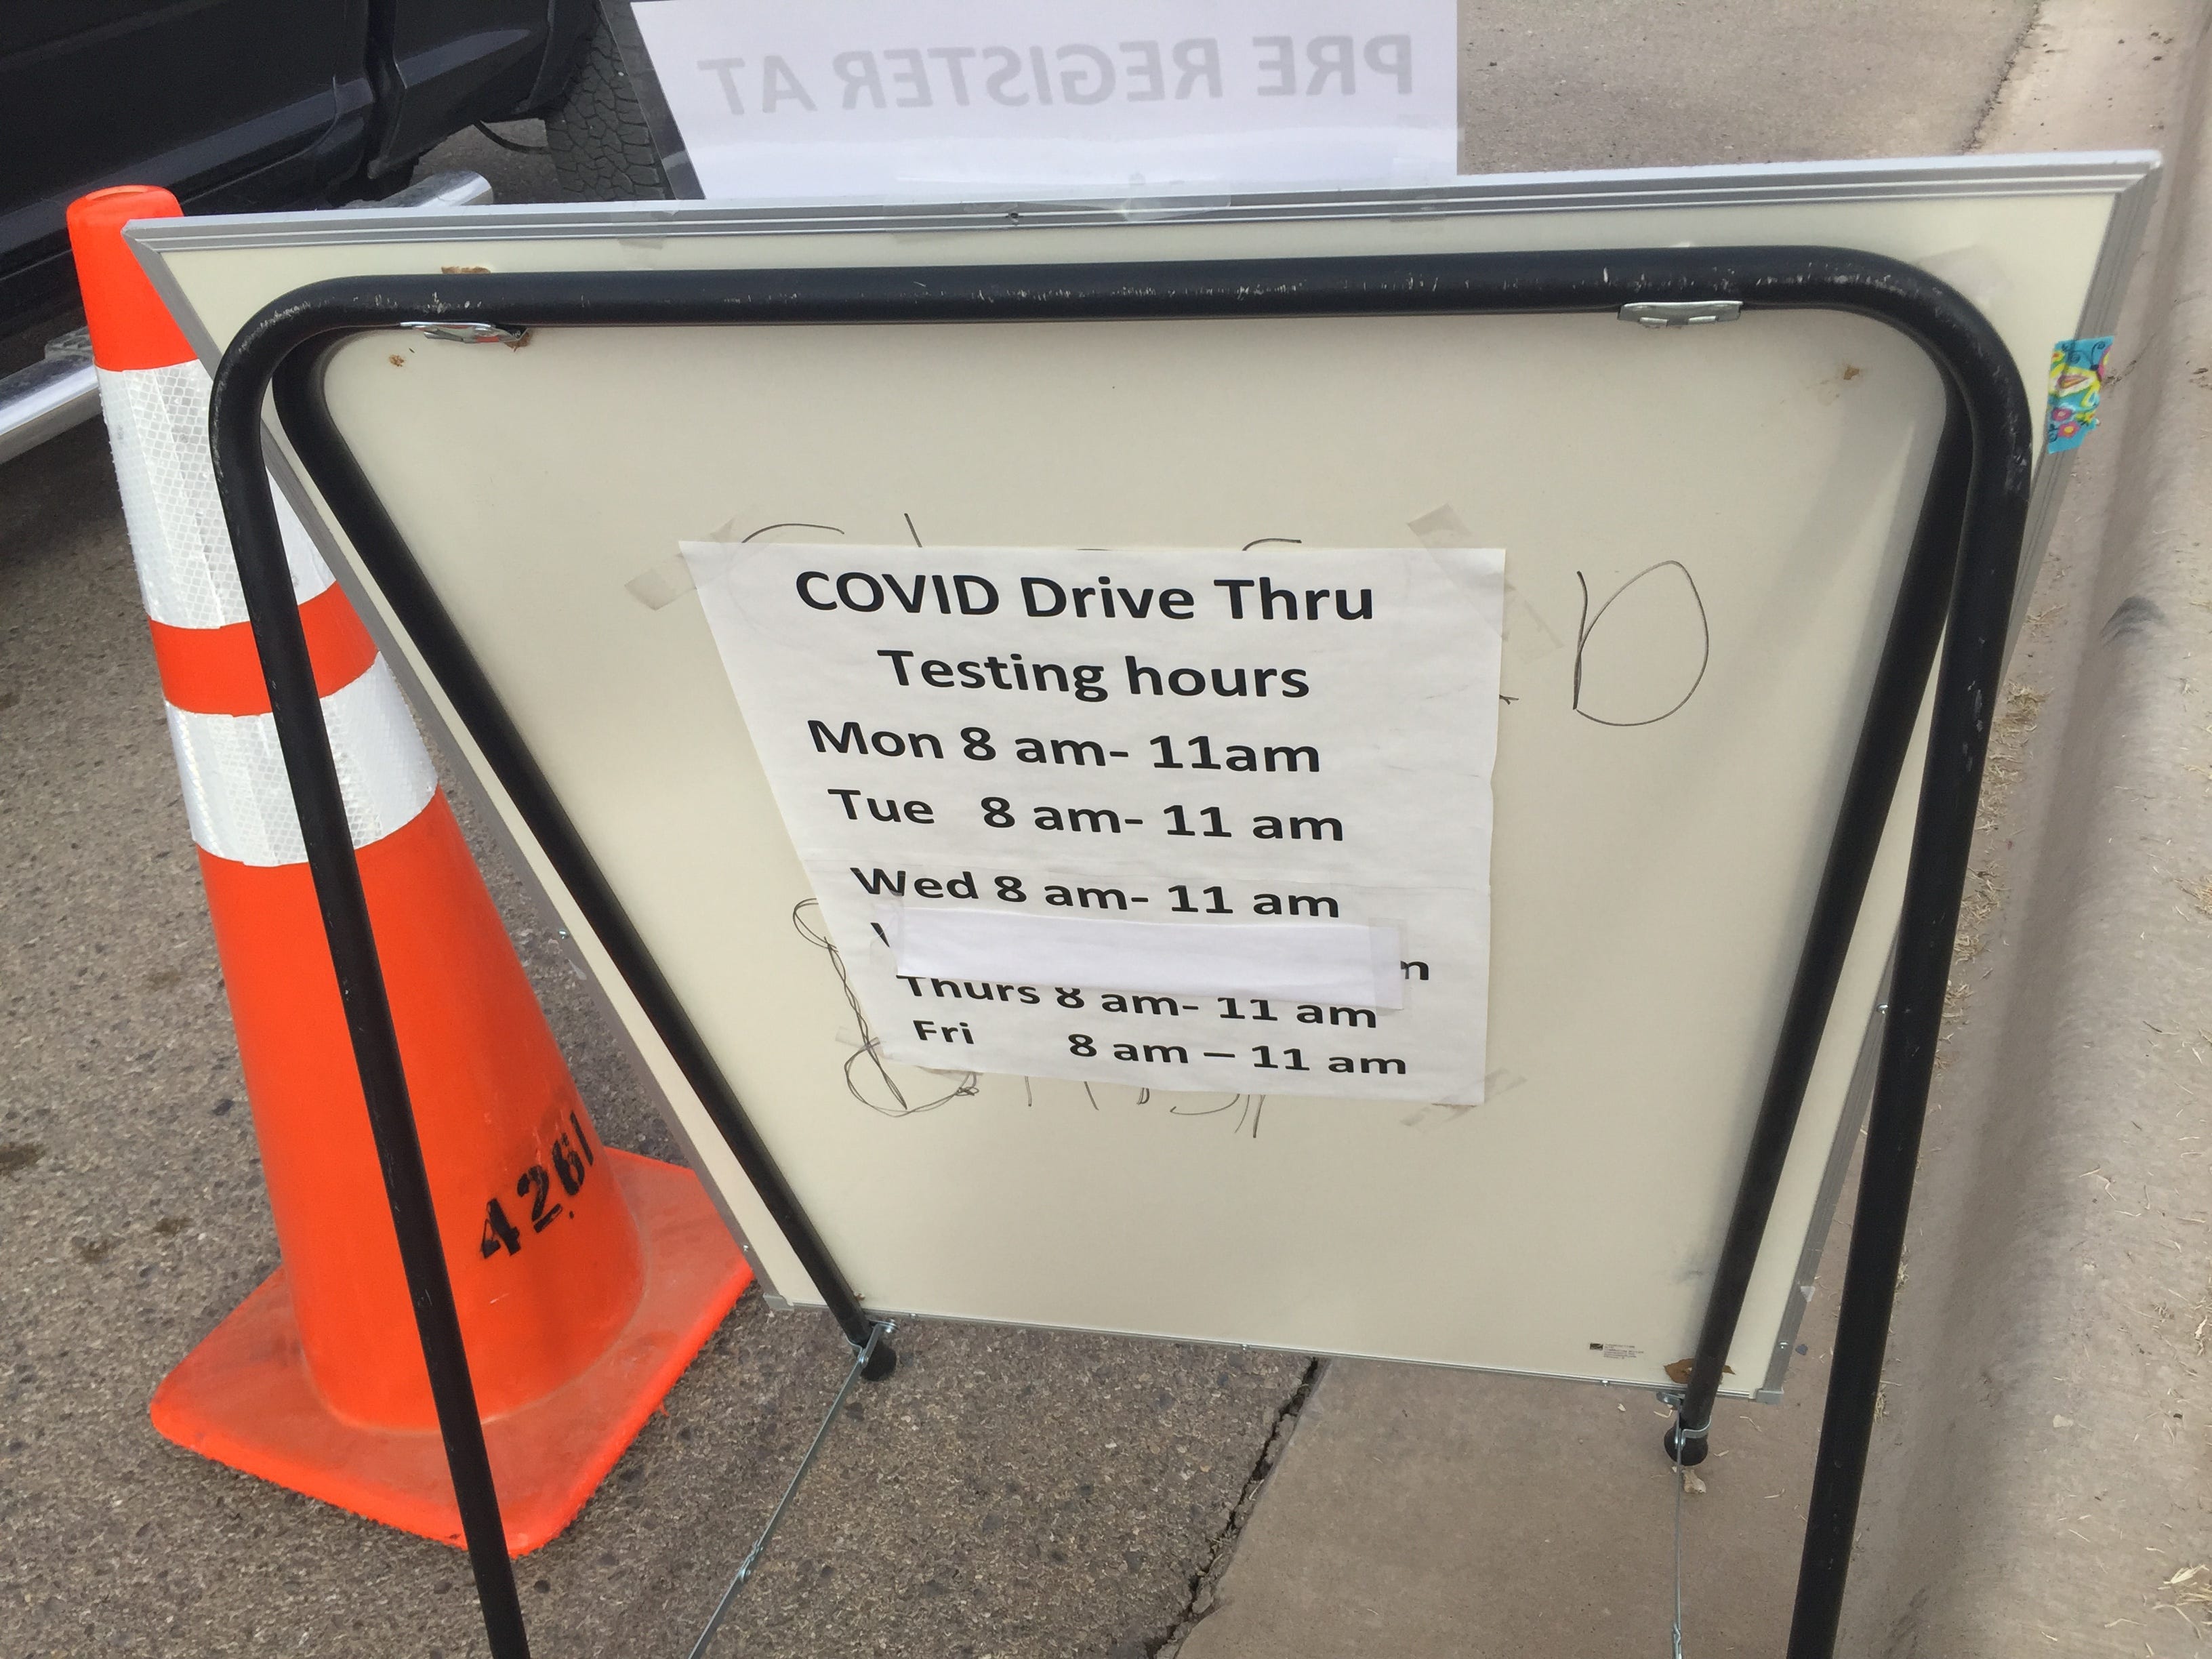 PRE REGISTER AT
COVID Drive Thru
Testing hours
Mon 8 am- 11am
Tue 8 am- 11 am
Wed 8 am- 11 am
Thurs 8 am- 11 am
Fri 8 am – 11 am
D
4261